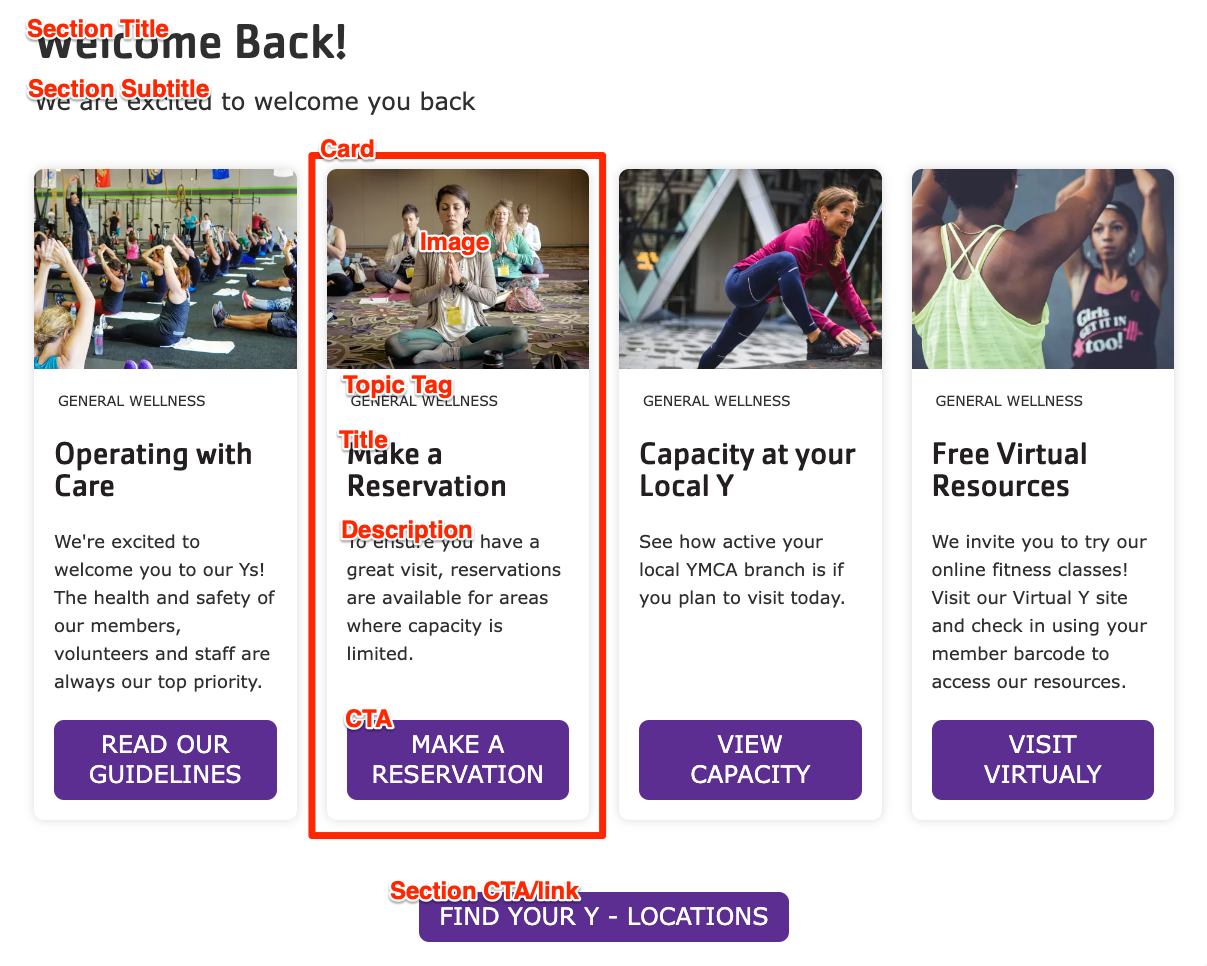 Section Title
Welcome Back!
Section Subtitle
We are excited to welcome you back
Card
Image
Girls
GET IT IN
too!
GENERAL WELLNESS
Operating with
Care
We're excited to
welcome you to our Ys!
The health and safety of
our members,
volunteers and staff are
always our top priority.
READ OUR
GUIDELINES
Topic Tag
GENERAL WELLNESS
Title
Make a
Reservation
Description
To ensure you have a
great visit, reservations
are available for areas
where capacity is
limited.
CTA
MAKE A
RESERVATION
GENERAL WELLNESS
Capacity at your
Local Y
See how active your
local YMCA branch is if
you plan to visit today.
VIEW
CAPACITY
GENERAL WELLNESS
Free Virtual
Resources
We invite you to try our
online fitness classes!
Visit our Virtual Y site
and check in using your
member barcode to
access our resources.
VISIT
VIRTUALY
Section CTA/link
FIND YOUR Y - LOCATIONS